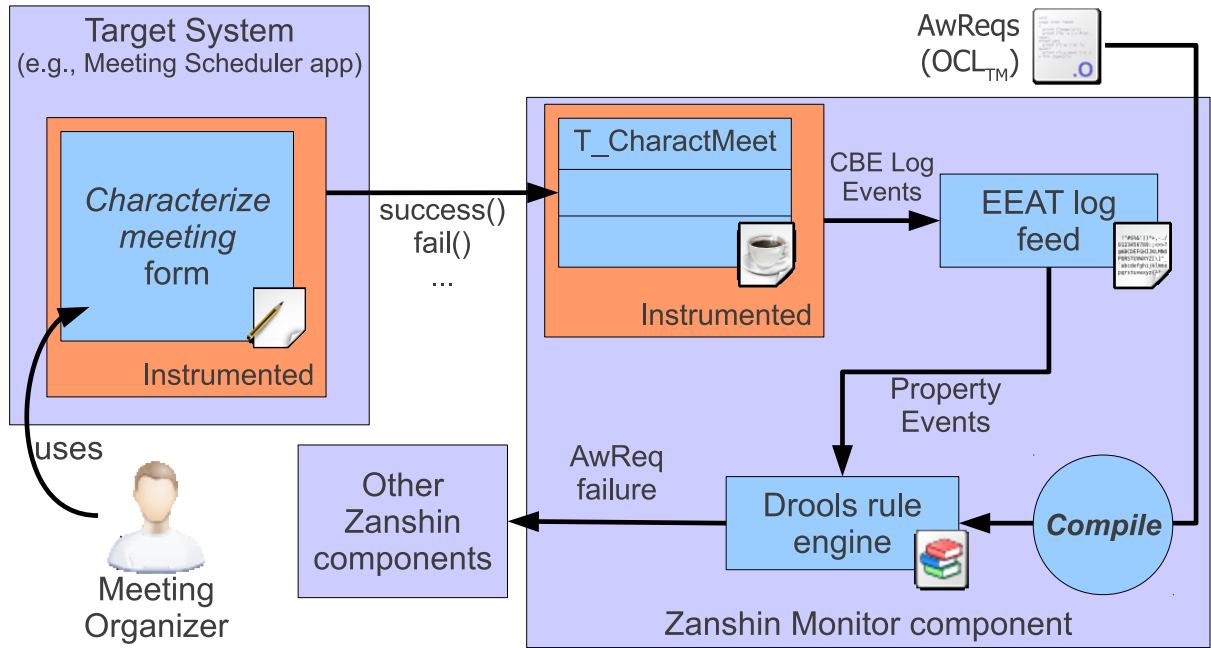 Target System
(e.g., Meeting Scheduler app)
Characterize
meeting
form
Instrumented
uses
Meeting
Organizer
success()
fail()
...
AwReqs
(OCLTM)
.O
T_CharactMeet
Instrumented
CBE Log
Events
EEAT log
feed
Property
Events
AwReq
failure
Other
Zanshin
components
Drools rule
engine
Compile
Zanshin Monitor component